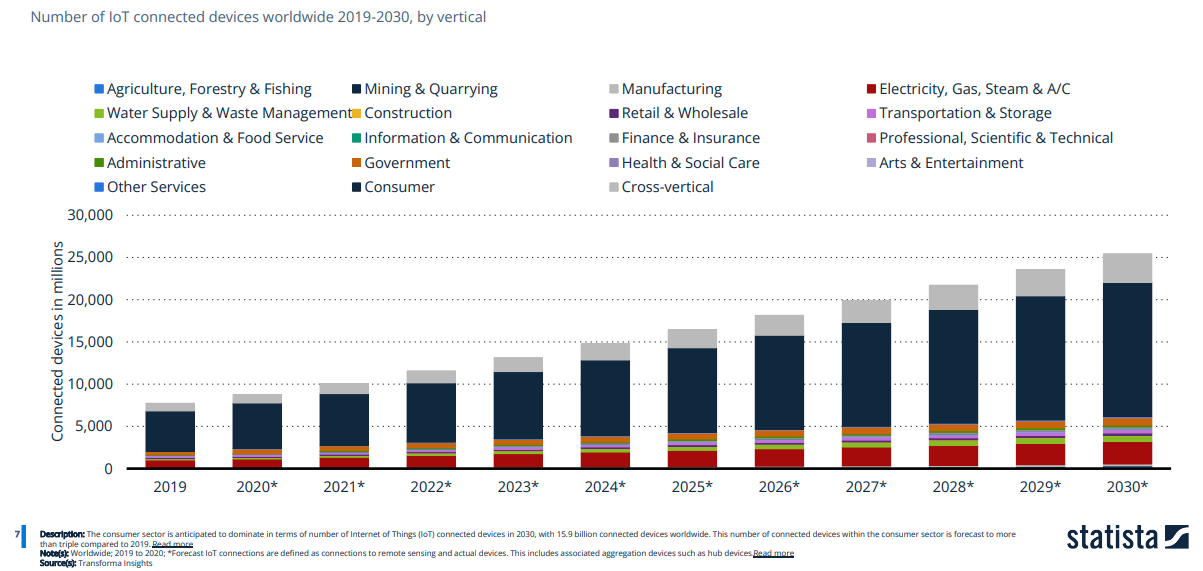 Number of IoT connected devices worldwide 2019-2030, by vertical
Agriculture, Forestry & Fishing Mining & Quarrying Manufacturing Electricity, Gas, Steam & A/C
Water Supply & Waste Management Construction Retail & Wholesale Transportation & Storage
Accommodation & Food Service Information & Communication Finance & Insurance Professional, Scientific & Technical
Administrative Government Health & Social Care Arts & Entertainment
Other Services Consumer Cross-vertical
Connected devices in millions
30,000
25,000
20,000
15,000
10,000
5,000
0
2019 2020* 2021* 2022* 2023* 2024* 2025* 2026* 2027* 2028* 2029* 2030*
7
Description: The consumer sector is anticipated to dominate in terms of number of Internet of Things (IoT) connected devices in 2030, with 15.9 billion connected devices worldwide. This number of connected devices within the consumer sector is forecast to more
than triple compared to 2019. Read more
Note(s): Worldwide; 2019 to 2020; *Forecast IoT connections are defined as connections to remote sensing and actual devices. This includes associated aggregation devices such as hub devices Read more
Source(s): Transforma Insights
statista